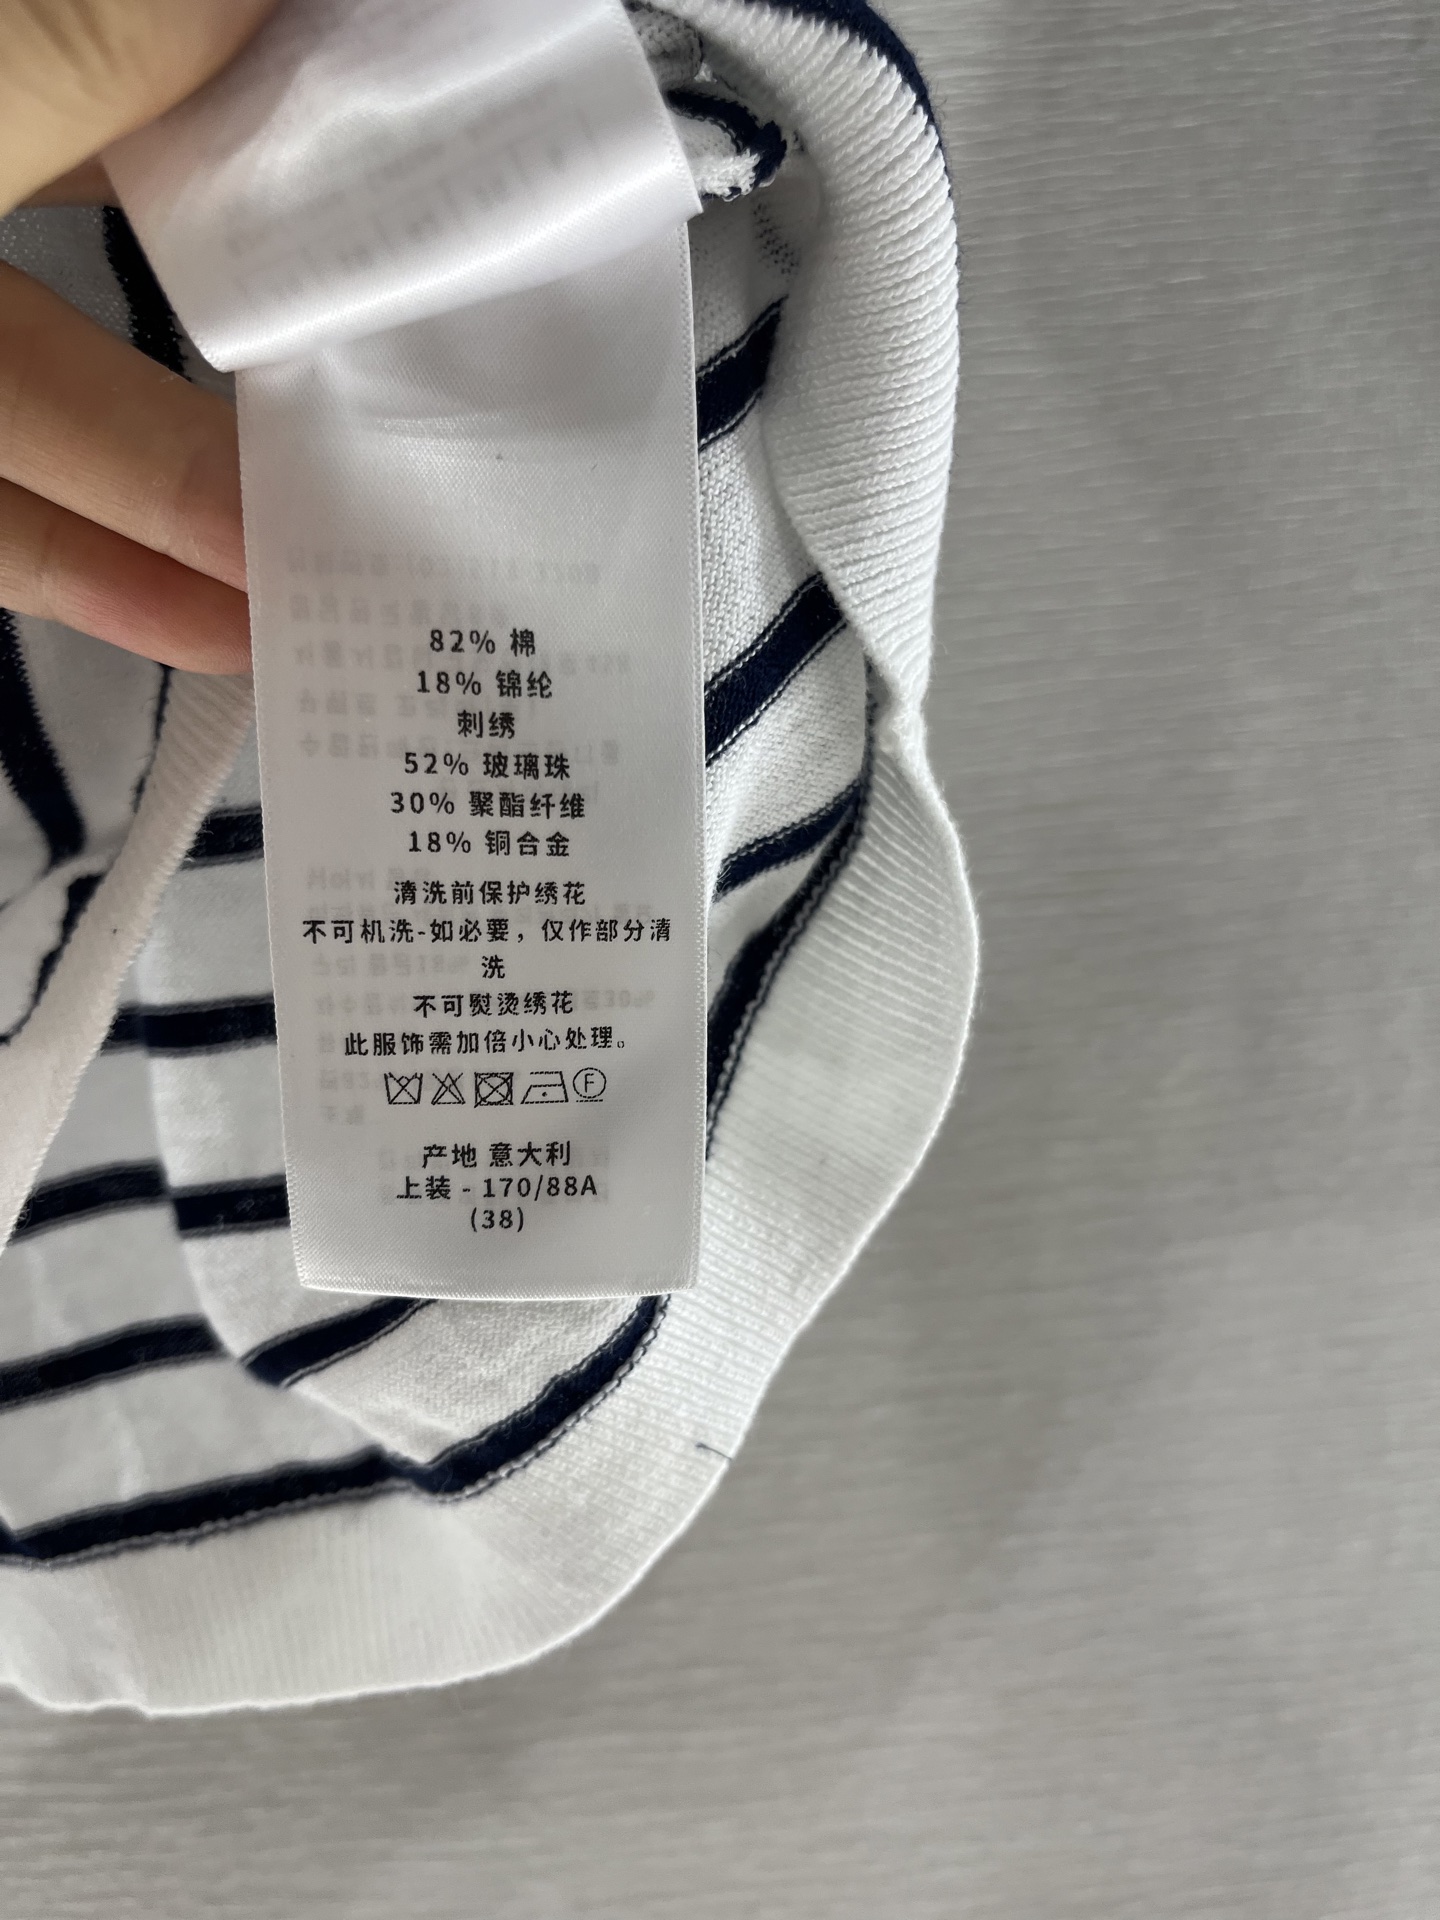 82% 棉
18% 锦纶
刺绣
52% 玻璃珠
30% 聚酯纤维
18% 铜合金
清洗前保护绣花
不可机洗-如必要，仅作部分清
洗
不可熨烫绣花
此服饰需加倍小心处理。
F
产地 意大利
上装 - 170/88A
(38)